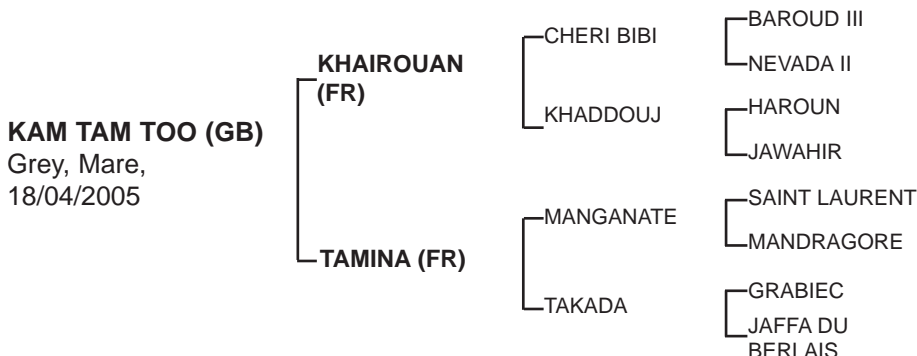 KAM TAM TOO (GB)
Grey, Mare,
18/04/2005
KHAIROUAN
(FR)
TAMINA (FR)
CHERI BIBI
KHADDOUJ
MANGANATE
TAKADA
BAROUD III
NEVADA II
HAROUN
JAWAHIR
SAINT LAURENT
MANDRAGORE
GRABIEC
JAFFA DU
BERLAIS